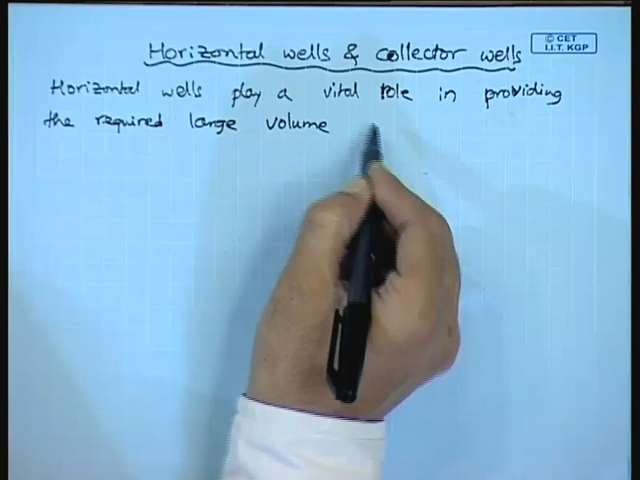 © CET
I.I.T. KGP
Horizontal wells & collector wells
Horizontal wells play a vital role in providing
the required large volume